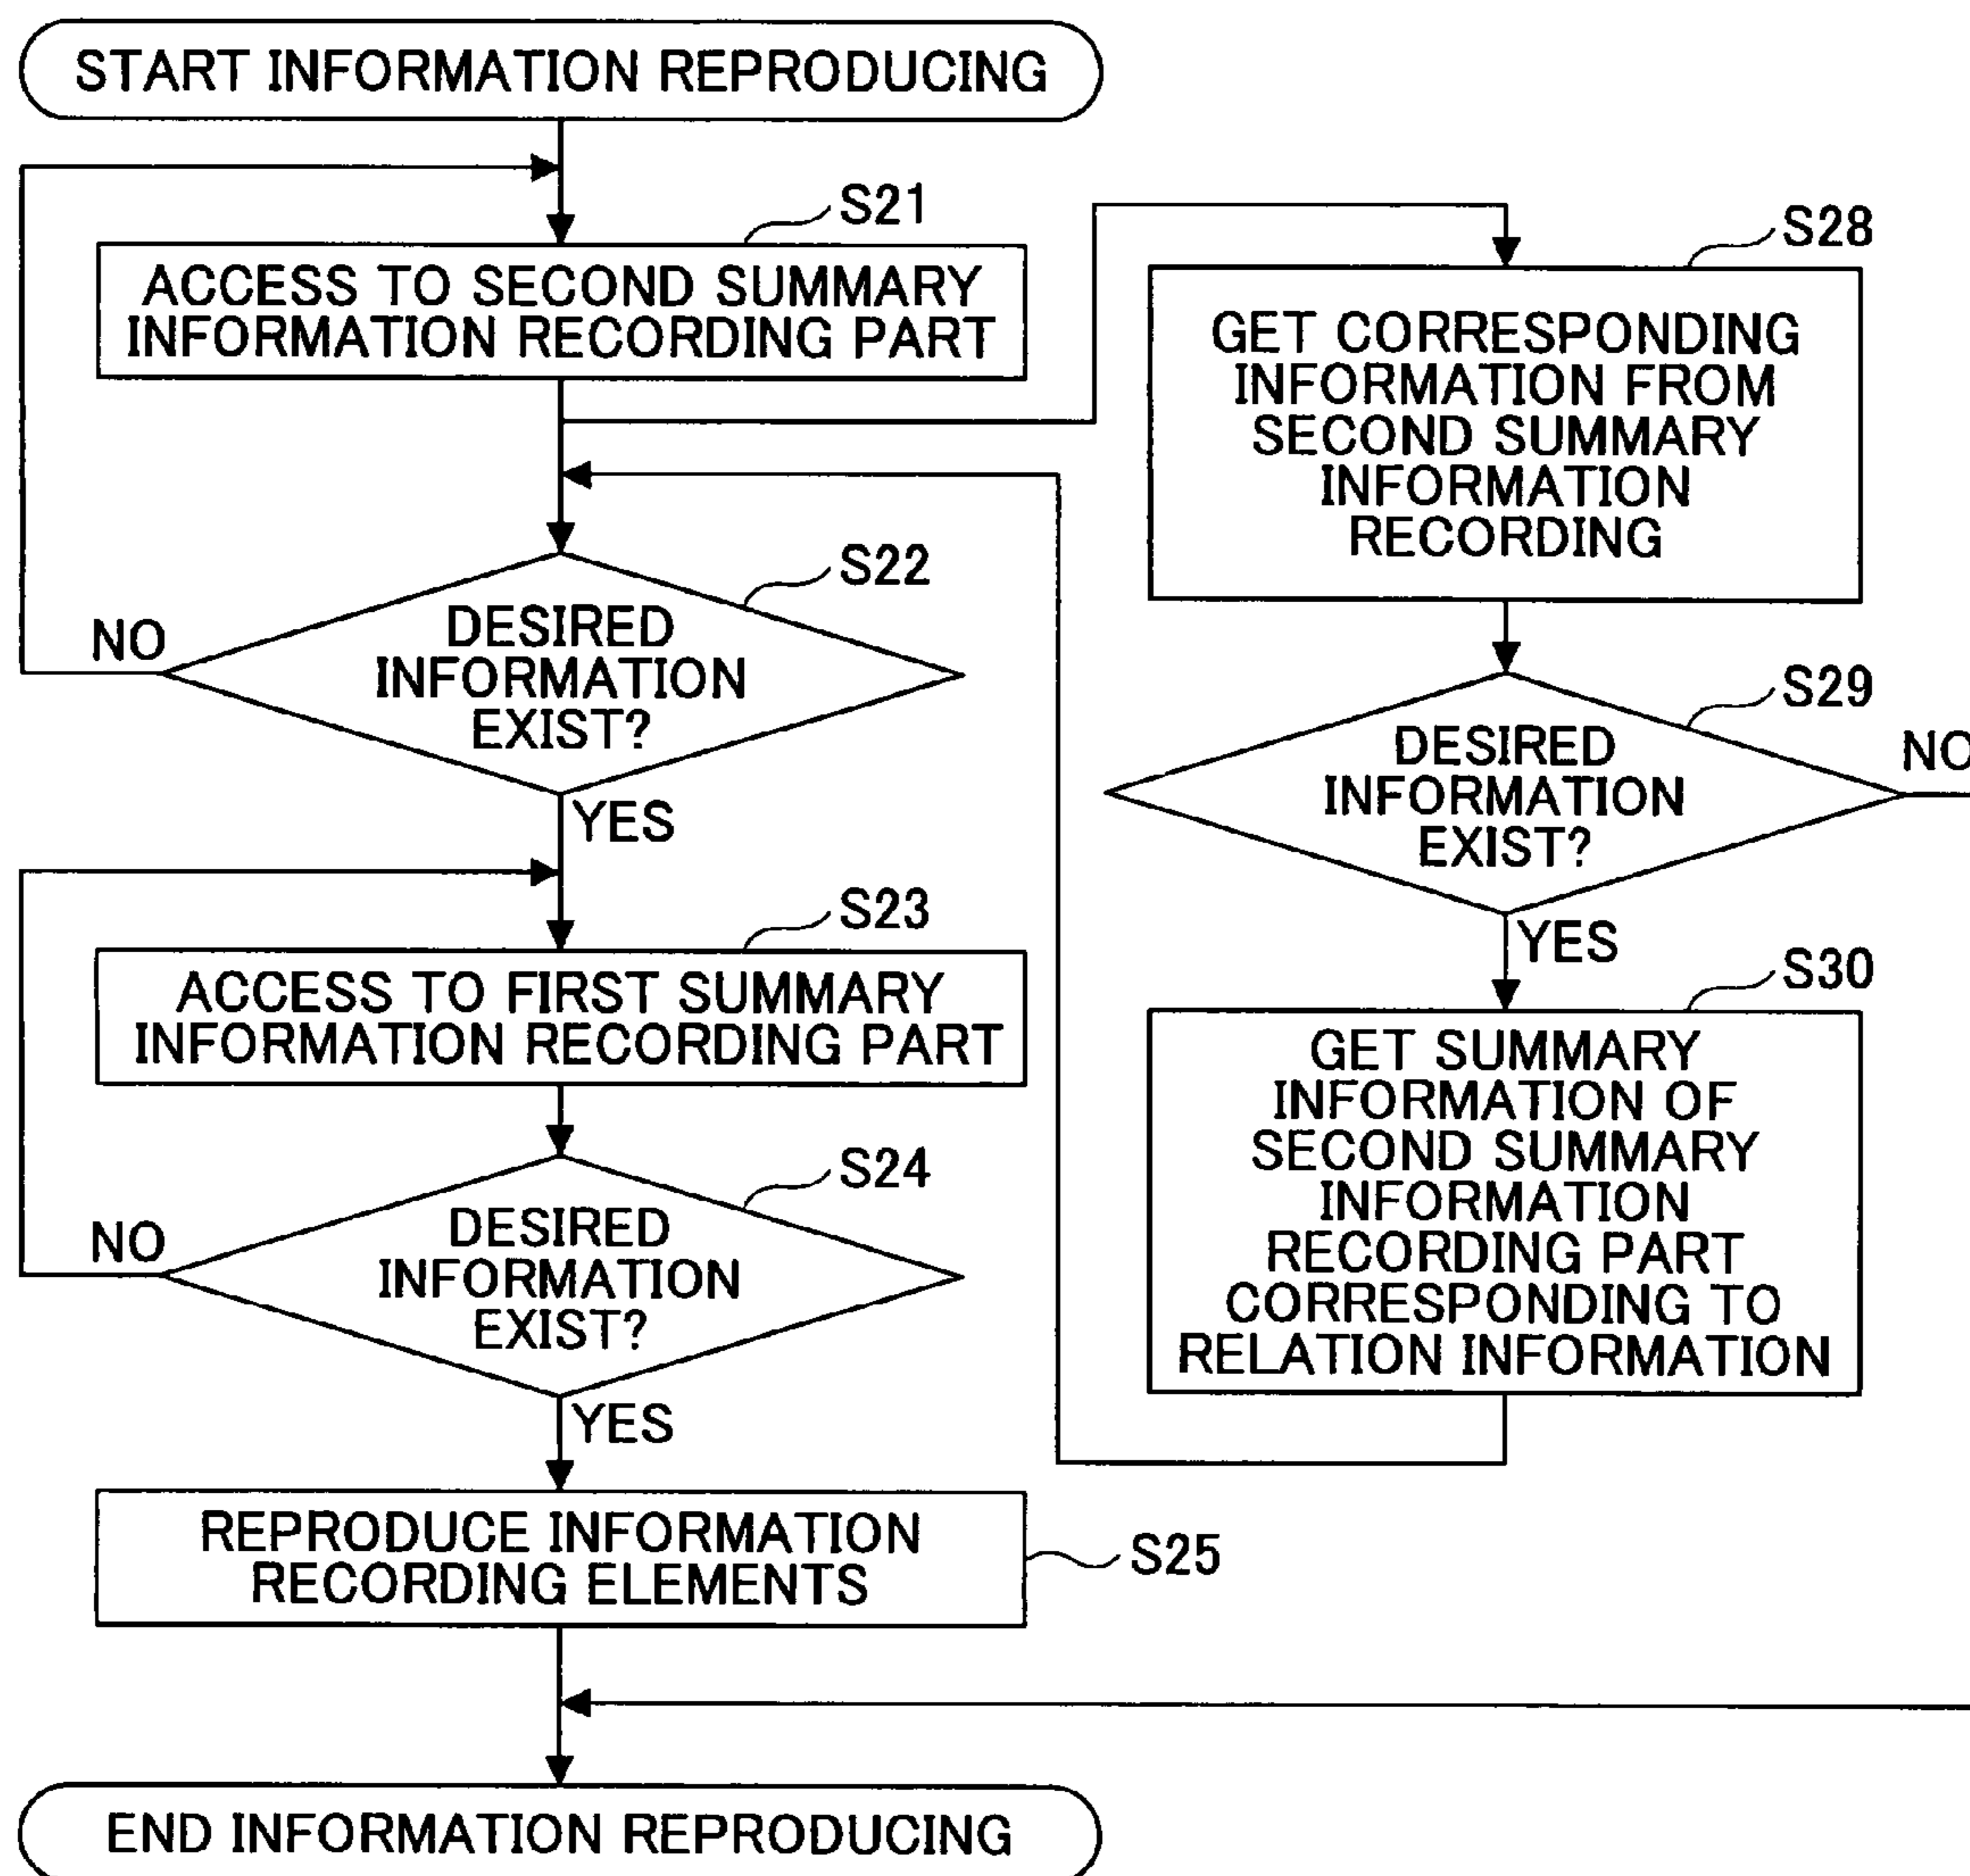 START INFORMATION REPRODUCING
S21
ACCESS TO SECOND SUMMARY
INFORMATION RECORDING PART
S22
DESIRED
INFORMATION
EXIST?
NO
YES
S23
ACCESS TO FIRST SUMMARY
INFORMATION RECORDING PART
S24
DESIRED
INFORMATION
EXIST?
NO
YES
REPRODUCE INFORMATION
RECORDING ELEMENTS
S25
END INFORMATION REPRODUCING
S28
GET CORRESPONDING
INFORMATION FROM
SECOND SUMMARY
INFORMATION
RECORDING
S29
DESIRED
INFORMATION
EXIST?
NO
YES
S30
GET SUMMARY
INFORMATION OF
SECOND SUMMARY
INFORMATION
RECORDING PART
CORRESPONDING TO
RELATION INFORMATION